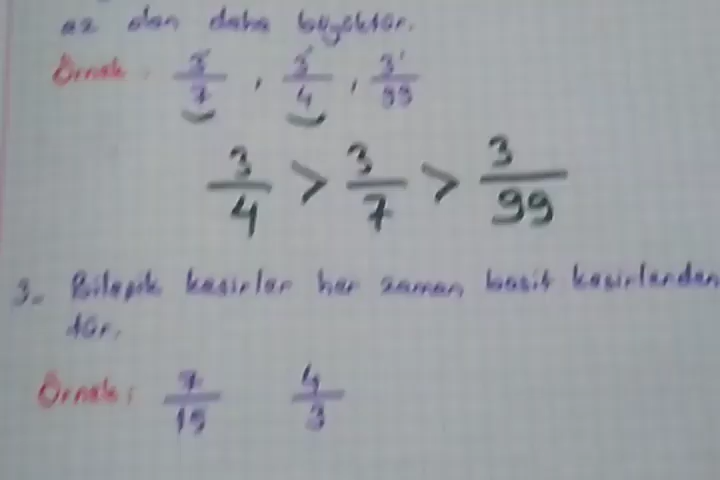 az olan daha büyüktür.
Örnek: 3/7, 3/4, 3/99
3/4 > 3/7 > 3/99
3- Bileşik kesirler her zaman basit kesirlerden
tür.
Örnek: 7/15 4/3